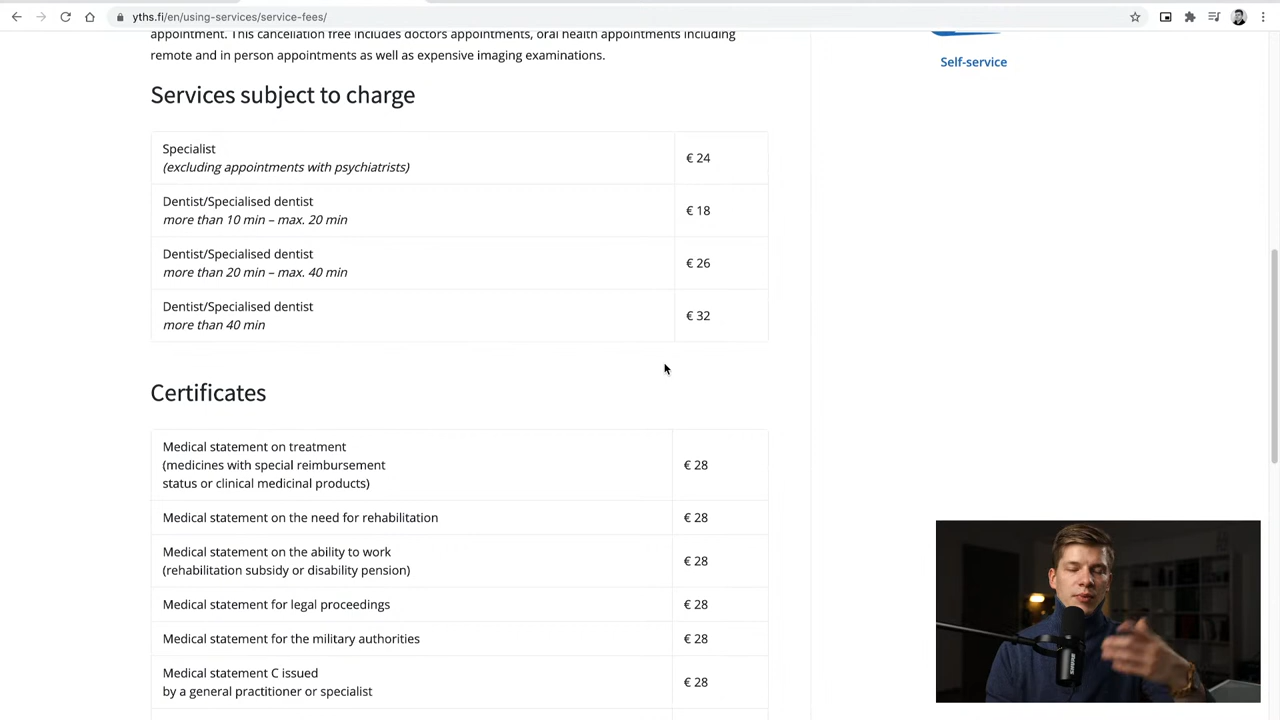 yths.fi/en/using-services/service-fees/
appointment. This cancellation free includes doctors appointments, oral health appointments including
remote and in person appointments as well as expensive imaging examinations.
Self-service
Services subject to charge
Specialist
(excluding appointments with psychiatrists)
€ 24
Dentist/Specialised dentist
more than 10 min – max. 20 min
€ 18
Dentist/Specialised dentist
more than 20 min – max. 40 min
€ 26
Dentist/Specialised dentist
more than 40 min
€ 32
Certificates
Medical statement on treatment
(medicines with special reimbursement
status or clinical medicinal products)
€ 28
Medical statement on the need for rehabilitation
€ 28
Medical statement on the ability to work
(rehabilitation subsidy or disability pension)
€ 28
Medical statement for legal proceedings
€ 28
Medical statement for the military authorities
€ 28
Medical statement C issued
by a general practitioner or specialist
€ 28